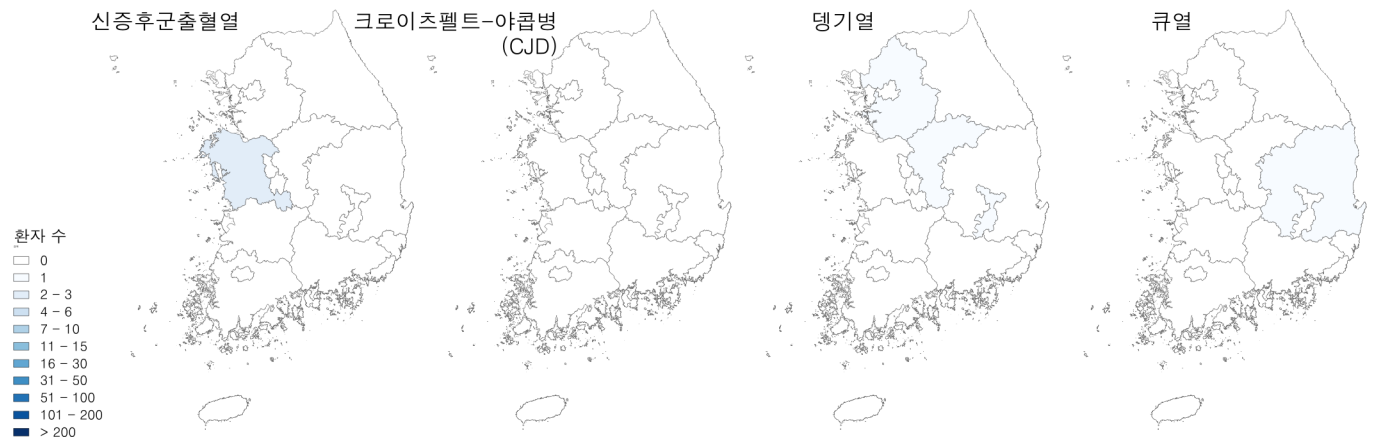 신증후군출혈열
크로이츠펠트-야콥병
(CJD)
뎅기열
큐열
환자 수
0
1
2 - 3
4 - 6
7 - 10
11 - 15
16 - 30
31 - 50
51 - 100
101 - 200
> 200